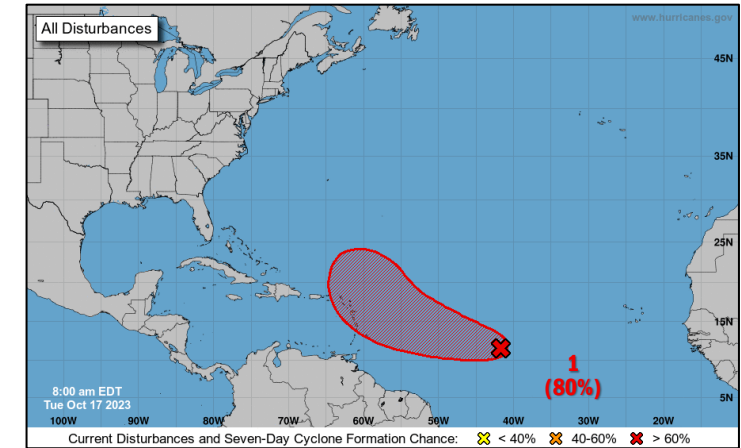 All Disturbances
www.hurricanes.gov
45N
35N
25N
15N
5N
1
(80%)
8:00 am EDT
Tue Oct 17 2023
100W 90W 80W 70W 60W 50W 40W 30W 20W
Current Disturbances and Seven-Day Cyclone Formation Chance: < 40% 40-60% > 60%